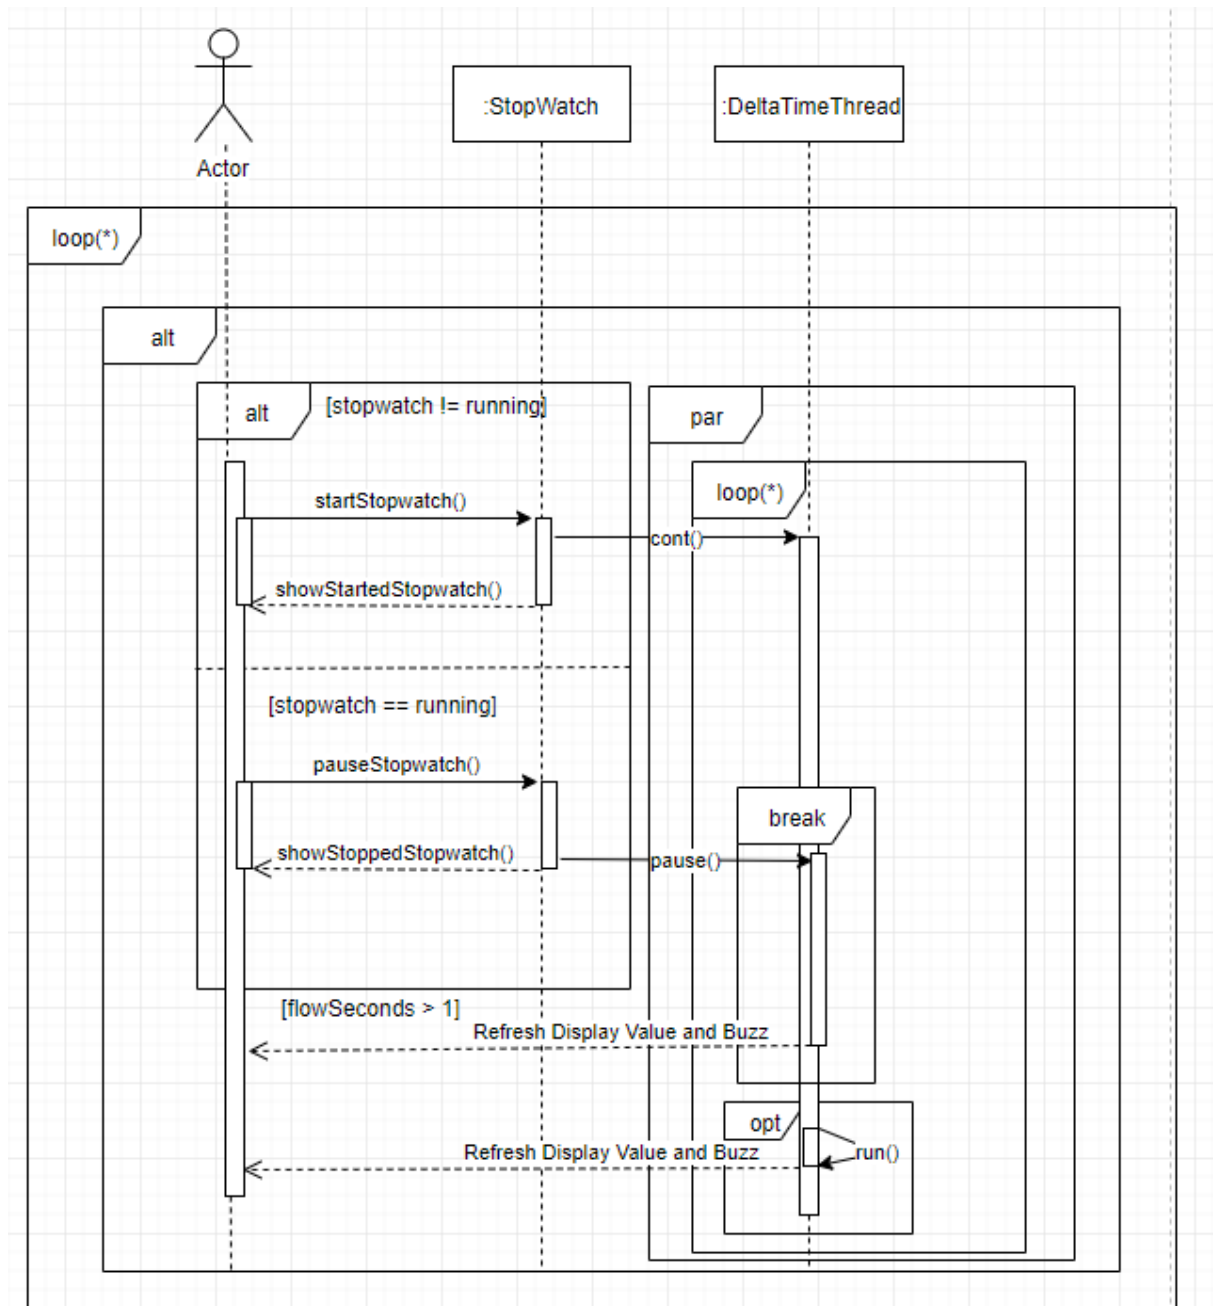 Actor
:StopWatch
:DeltaTimeThread
loop(*)
alt
alt
[stopwatch != running]
par
loop(*)
startStopwatch()
cont()
showStartedStopwatch()
[stopwatch == running]
pauseStopwatch()
break
showStoppedStopwatch()
pause()
[flowSeconds > 1]
Refresh Display Value and Buzz
opt
Refresh Display Value and Buzz
run()